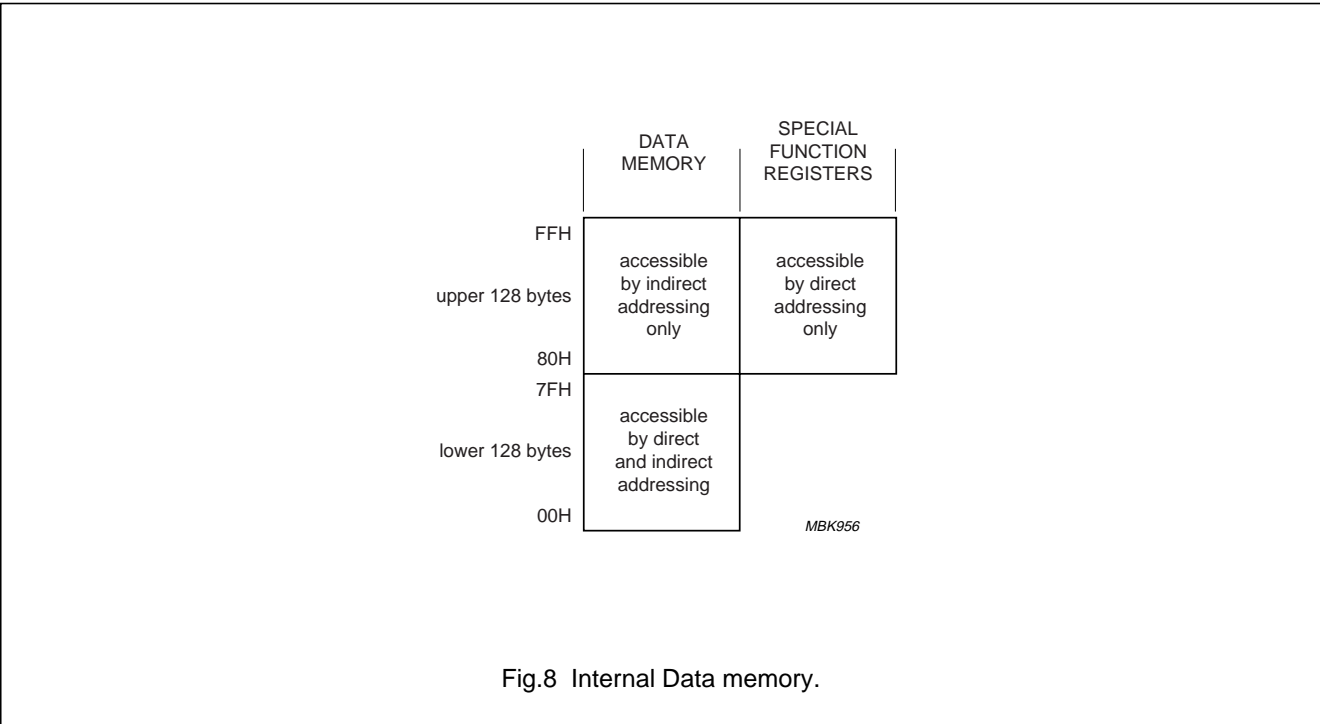 DATA
MEMORY
SPECIAL
FUNCTION
REGISTERS
FFH
upper 128 bytes
80H
accessible
by indirect
addressing
only
accessible
by direct
addressing
only
7FH
lower 128 bytes
00H
accessible
by direct
and indirect
addressing
MBK956
Fig.8 Internal Data memory.